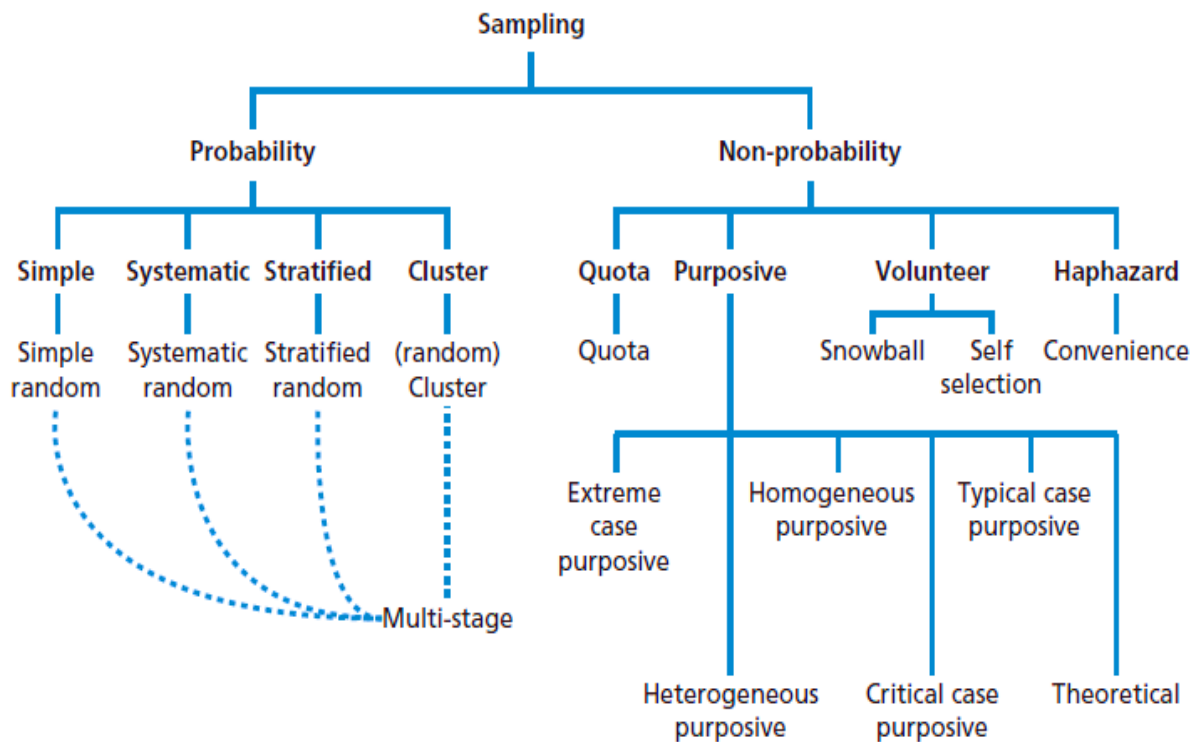 Sampling
Probability
Non-probability
Simple
Systematic
Stratified
Cluster
Quota
Purposive
Volunteer
Haphazard
Simple
random
Systematic
random
Stratified
random
(random)
Cluster
Quota
Snowball
Self
selection
Convenience
Extreme
case
purposive
Homogeneous
purposive
Typical case
purposive
Multi-stage
Heterogeneous
purposive
Critical case
purposive
Theoretical